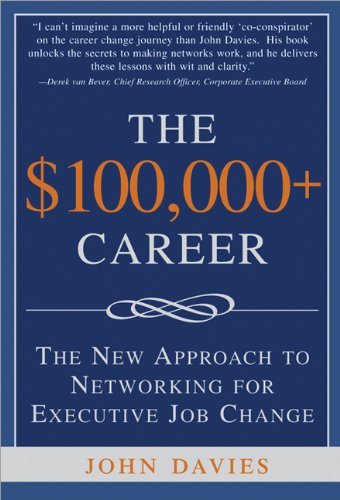 “I can’t imagine a more helpful or friendly ‘co-conspirator’
on the career change journey than John Davies. His book
unlocks the secrets to making networks work, and he delivers
these lessons with wit and clarity.”
—Derek van Bever, Chief Research Officer, Corporate Executive Board
THE
$100,000+
CAREER
THE NEW APPROACH TO
NETWORKING FOR
EXECUTIVE JOB CHANGE
JOHN DAVIES